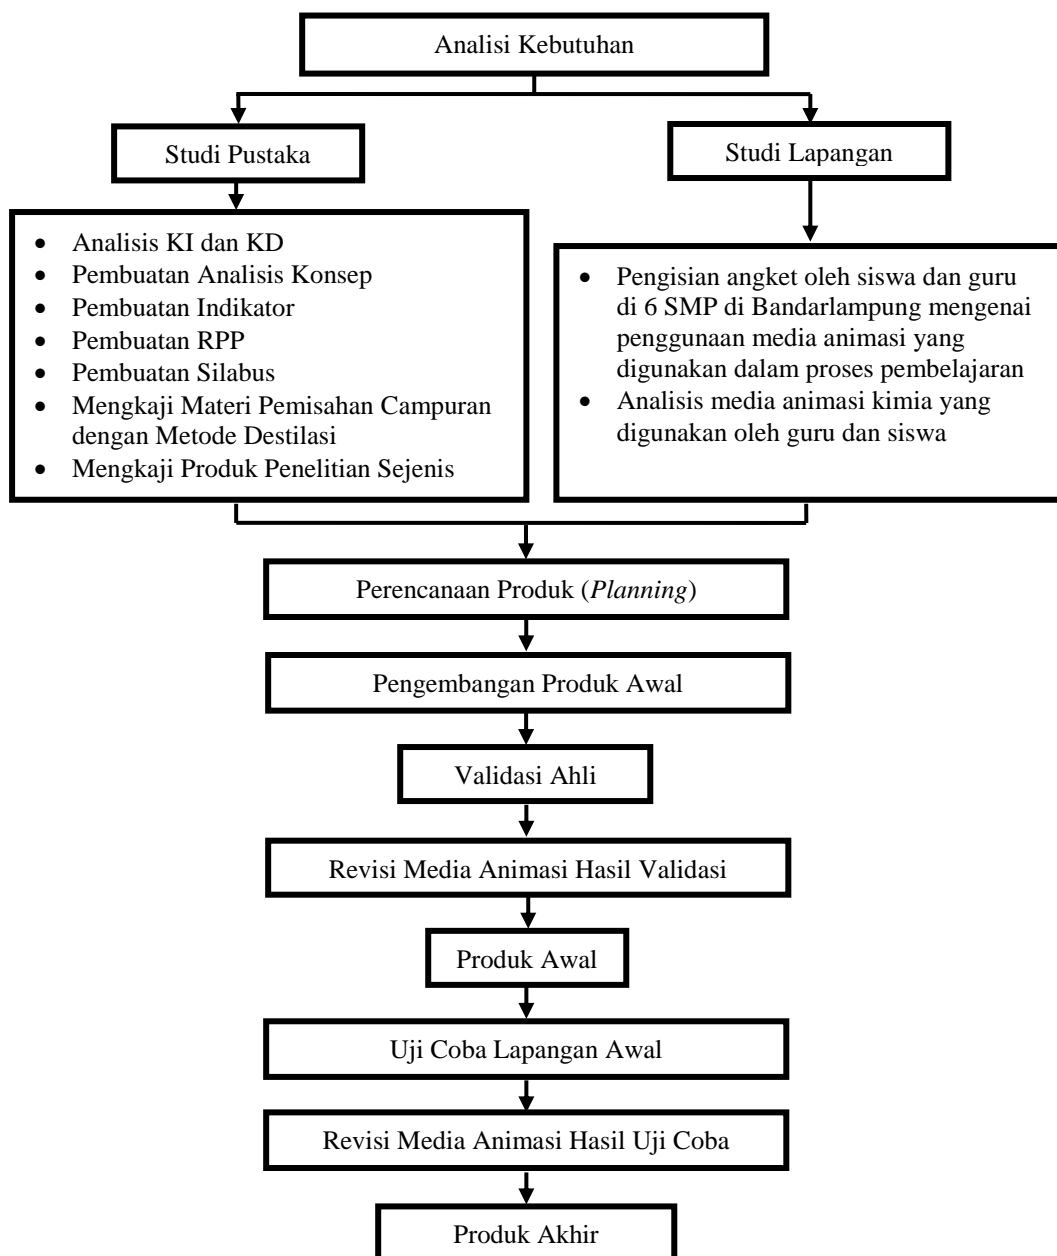 Analisi Kebutuhan
Studi Pustaka
Studi Lapangan
• Analisis KI dan KD
• Pembuatan Analisis Konsep
• Pembuatan Indikator
• Pembuatan RPP
• Pembuatan Silabus
• Mengkaji Materi Pemisahan Campuran
dengan Metode Destilasi
• Mengkaji Produk Penelitian Sejenis
• Pengisian angket oleh siswa dan guru
di 6 SMP di Bandarlampung mengenai
penggunaan media animasi yang
digunakan dalam proses pembelajaran
• Analisis media animasi kimia yang
digunakan oleh guru dan siswa
Perencanaan Produk (Planning)
Pengembangan Produk Awal
Validasi Ahli
Revisi Media Animasi Hasil Validasi
Produk Awal
Uji Coba Lapangan Awal
Revisi Media Animasi Hasil Uji Coba
Produk Akhir